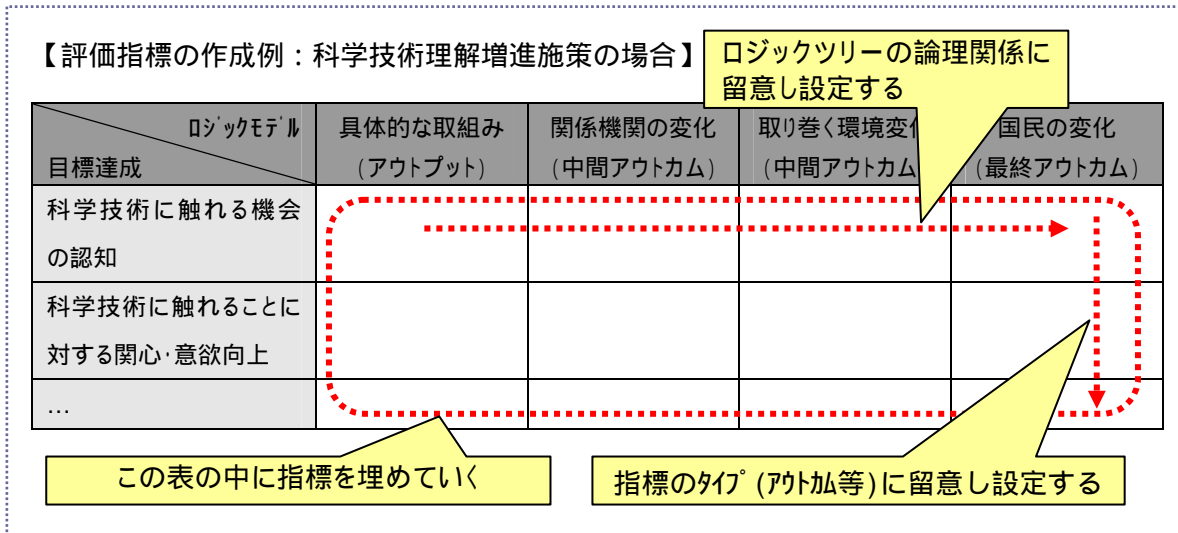 【評価指標の作成例：科学技術理解増進施策の場合】
ロジックツリーの論理関係に
留意し設定する
ﾛｼﾞｯｸﾓﾃﾞﾙ
目標達成
具体的な取組み
(アウトプット)
関係機関の変化
(中間アウトカム)
取り巻く環境変
(中間アウトカム
国民の変化
(最終アウトカム)
科学技術に触れる機会
の認知
科学技術に触れることに
対する関心･意欲向上
…
この表の中に指標を埋めていく
指標のﾀｲﾌﾟ(ｱｳﾄｶﾑ等)に留意し設定する